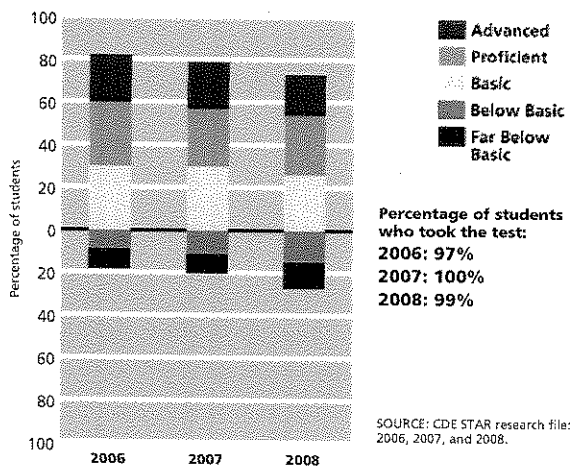 100
80
60
40
20
0
20
40
60
80
100
Percentage of students
2006
2007
2008
Advanced
Proficient
Basic
Below Basic
Far Below
Basic
Percentage of students
who took the test:
2006: 97%
2007: 100%
2008: 99%
SOURCE: CDE STAR research file:
2006, 2007, and 2008.